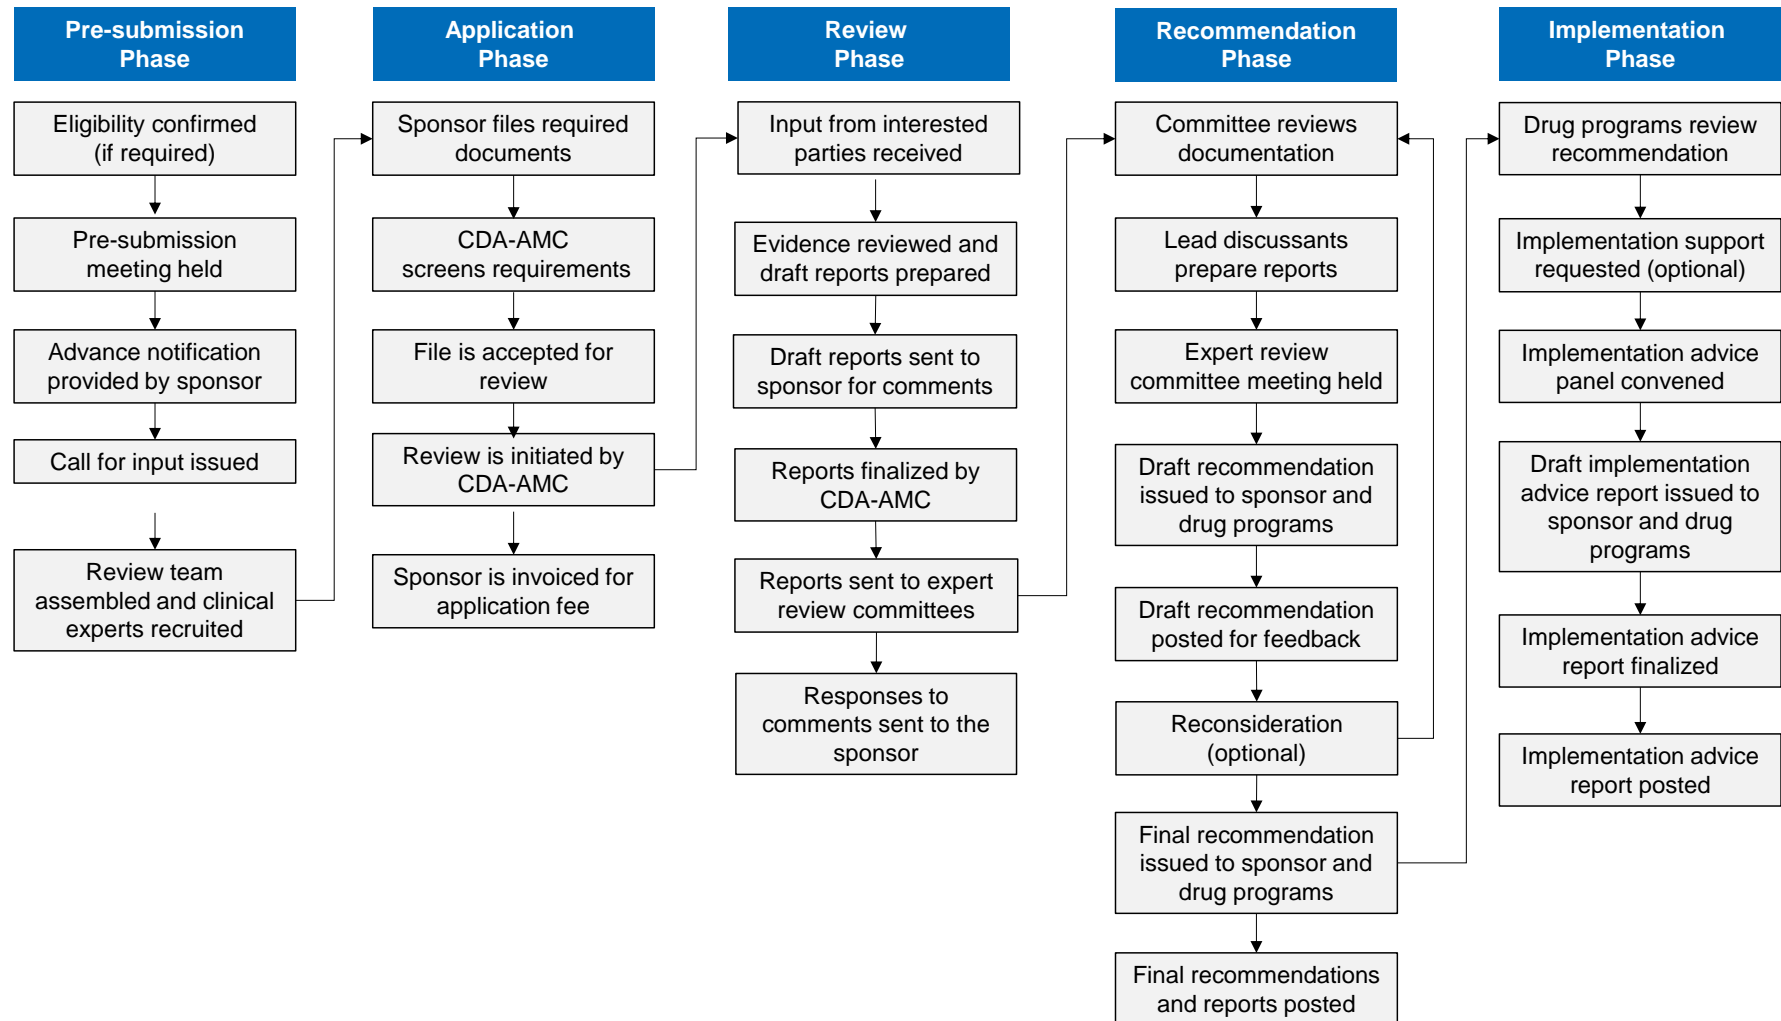 Pre-submission
Phase
Eligibility confirmed
(if required)
Pre-submission
meeting held
Advance notification
provided by sponsor
Call for input issued
Review team
assembled and clinical
experts recruited
Application
Phase
Sponsor files required
documents
CDA-AMC
screens requirements
File is accepted for
review
Review is initiated by
CDA-AMC
Sponsor is invoiced for
application fee
Review
Phase
Input from interested
parties received
Evidence reviewed and
draft reports prepared
Draft reports sent to
sponsor for comments
Reports finalized by
CDA-AMC
Reports sent to expert
review committees
Responses to
comments sent to the
sponsor
Recommendation
Phase
Committee reviews
documentation
Lead discussants
prepare reports
Expert review
committee meeting held
Draft recommendation
issued to sponsor and
drug programs
Draft recommendation
posted for feedback
Reconsideration
(optional)
Final recommendation
issued to sponsor and
drug programs
Final recommendations
and reports posted
Implementation
Phase
Drug programs review
recommendation
Implementation support
requested (optional)
Implementation advice
panel convened
Draft implementation
advice report issued to
sponsor and drug
programs
Implementation advice
report finalized
Implementation advice
report posted